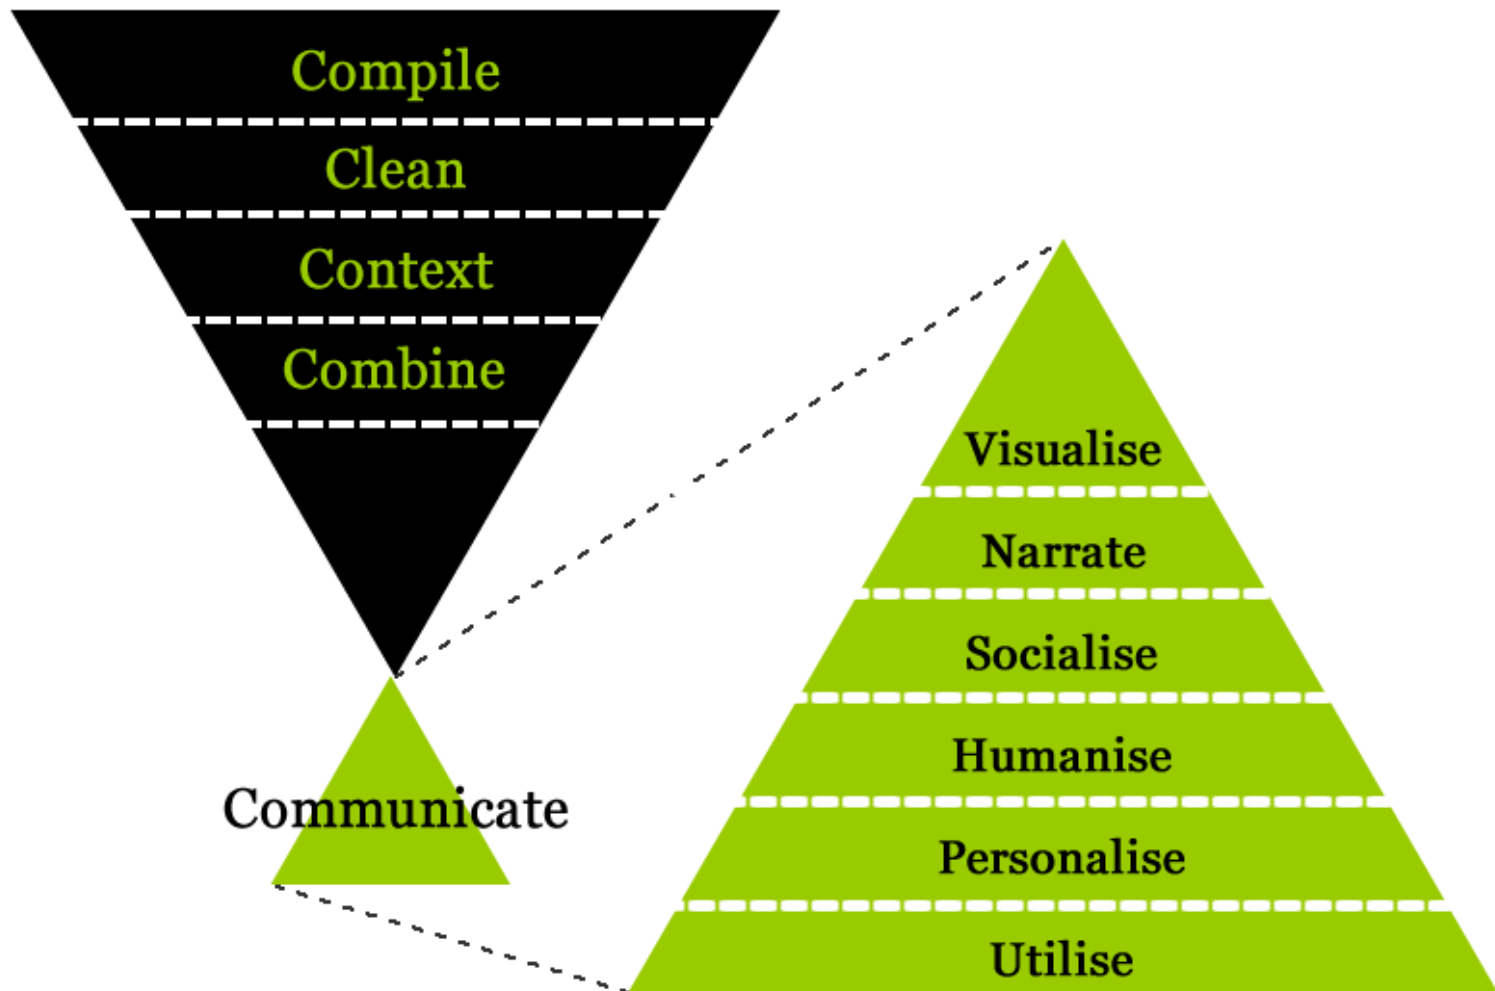 Compile
Clean
Context
Combine
Communicate
Visualise
Narrate
Socialise
Humanise
Personalise
Utilise